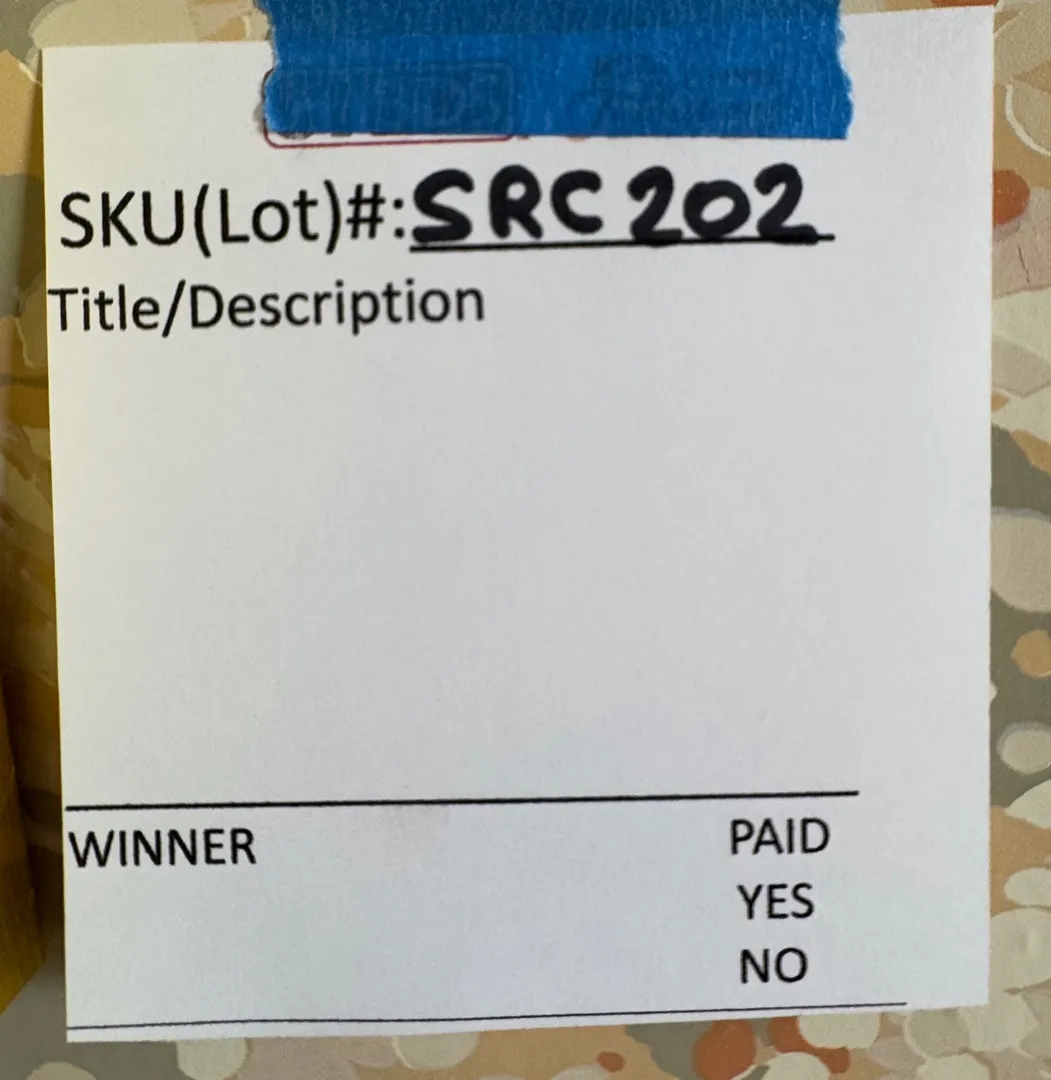 SKU(Lot)#:SRC 202
Title/Description
WINNER PAID
YES
NO